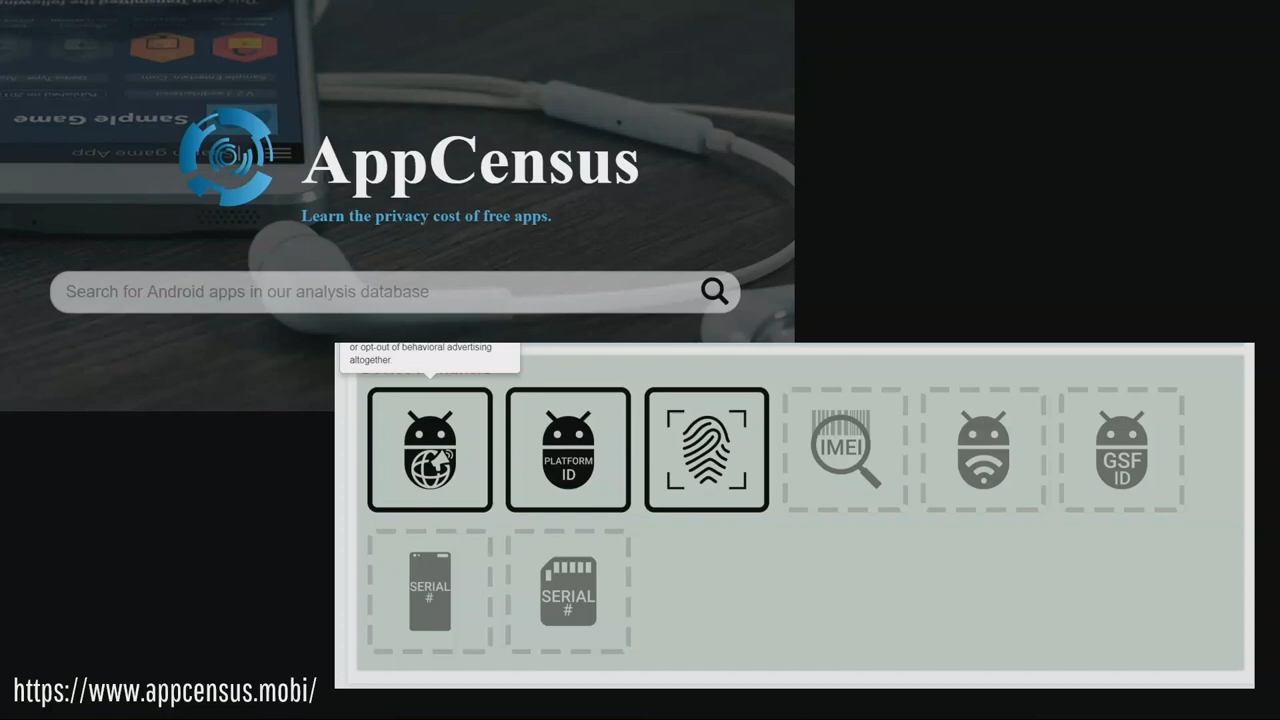 Sample Game
AppCensus
Learn the privacy cost of free apps.
Search for Android apps in our analysis database
or opt-out of behavioral advertising
altogether.
PLATFORM
ID
IMEI
GSF
ID
SERIAL
#
SERIAL
#
https://www.appcensus.mobi/